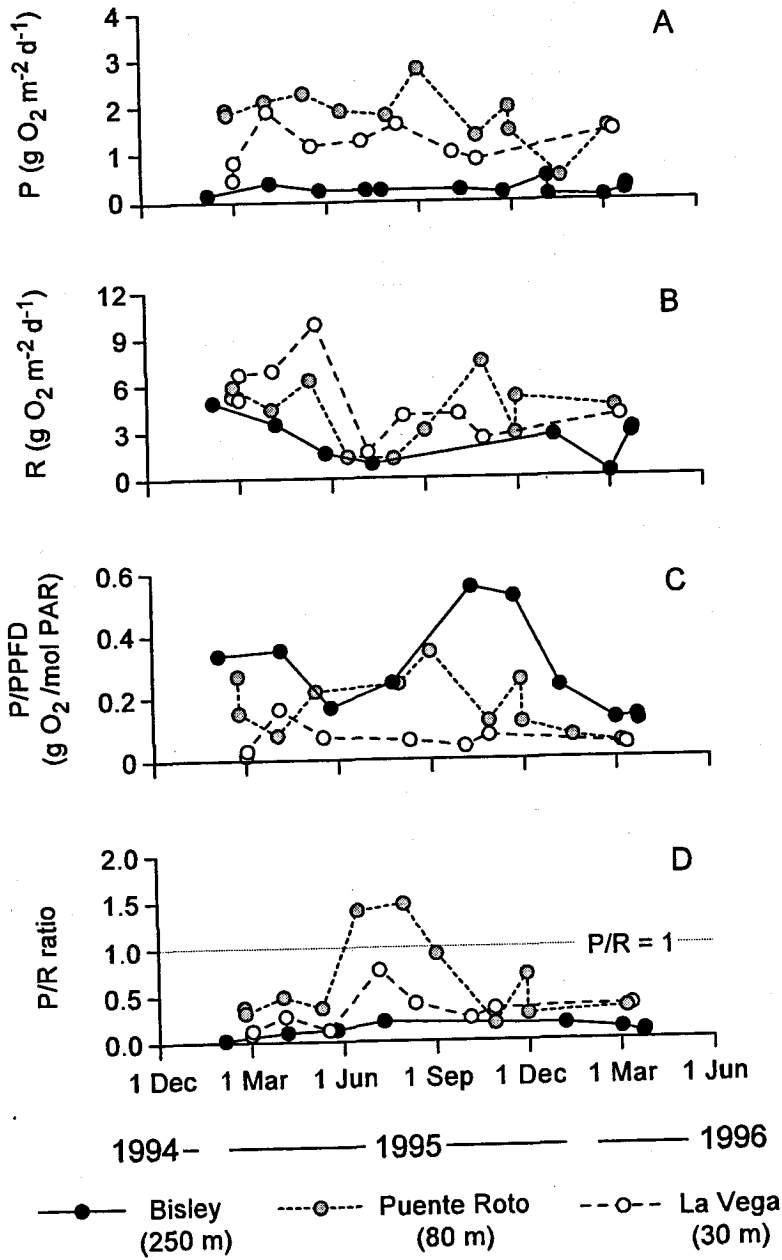 A
P (g O₂ m⁻² d⁻¹)
4
3
2
1
0
B
R (g O₂ m⁻² d⁻¹)
12
9
6
3
0
C
P/PPFD
(g O₂ /mol PAR)
0.6
0.4
0.2
0
D
P/R ratio
2.0
1.5
1.0
0.5
0.0
P/R = 1
1 Dec 1 Mar 1 Jun 1 Sep 1 Dec 1 Mar 1 Jun
1994 1995 1996
Bisley Puente Roto La Vega
(250 m) (80 m) (30 m)